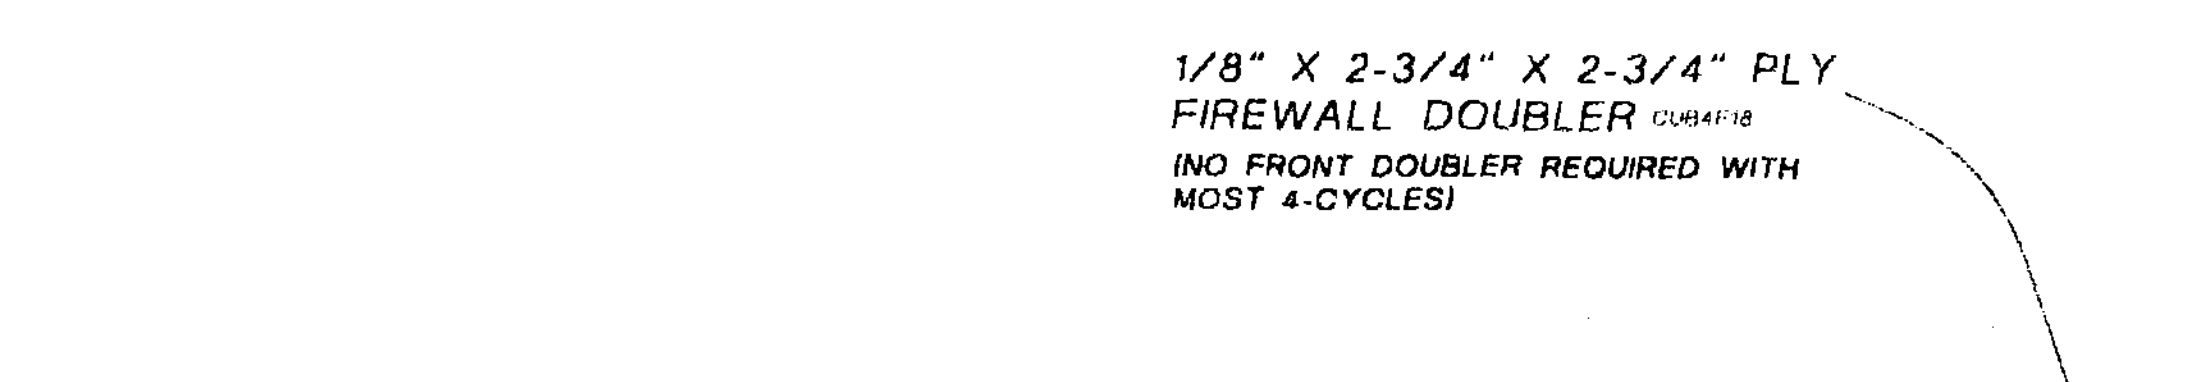 1/8" X 2-3/4" X 2-3/4" PLY
FIREWALL DOUBLER CUB4F18
(NO FRONT DOUBLER REQUIRED WITH
MOST 4-CYCLES)